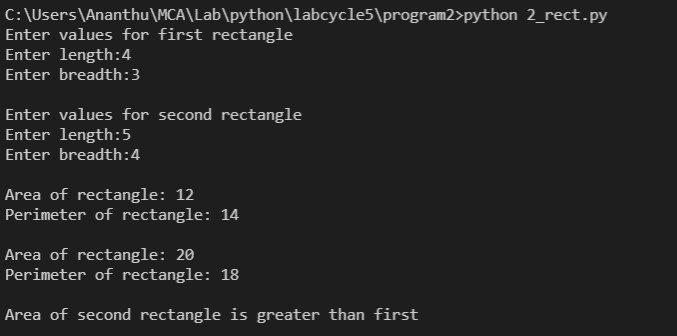 C:\Users\Ananthu\MCA\Lab\python\labcycle5\program2>python 2_rect.py
Enter values for first rectangle
Enter length:4
Enter breadth:3
Enter values for second rectangle
Enter length:5
Enter breadth:4
Area of rectangle: 12
Perimeter of rectangle: 14
Area of rectangle: 20
Perimeter of rectangle: 18
Area of second rectangle is greater than first